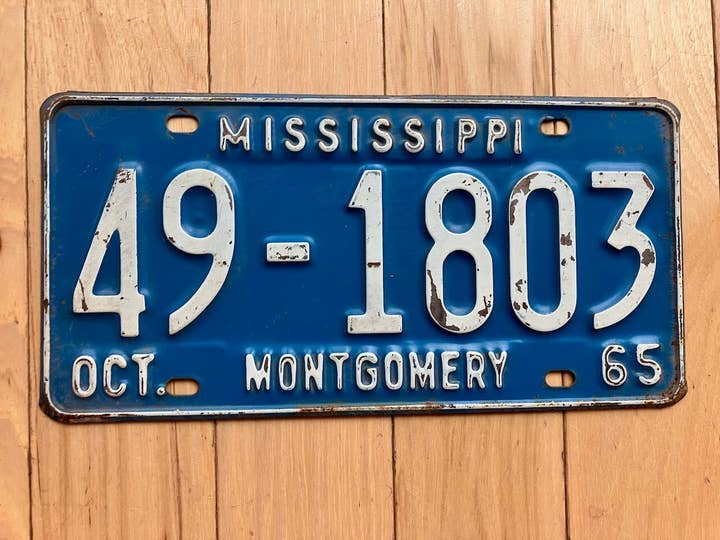 MISSISSIPPI
49-1803
OCT. MONTGOMERY 65